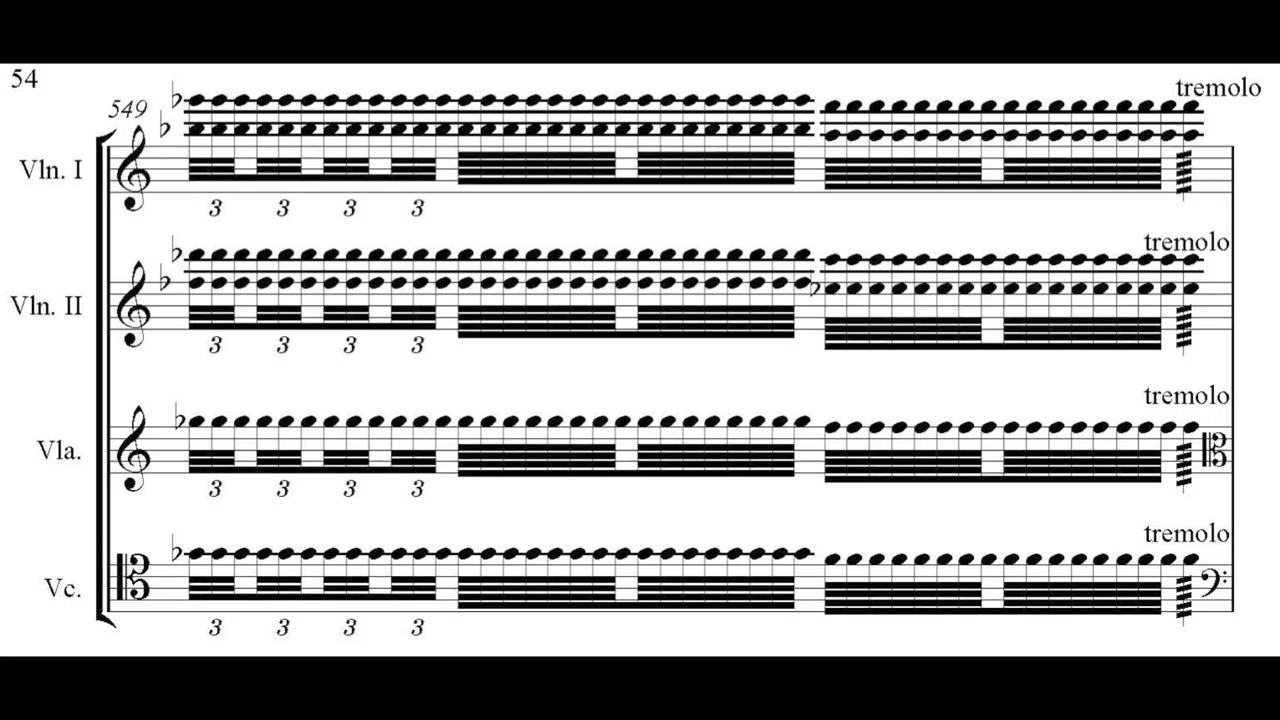 54
549
tremolo
Vln. I
3 3 3 3
tremolo
Vln. II
3 3 3 3
tremolo
Vla.
3 3 3 3
tremolo
Vc.
3 3 3 3